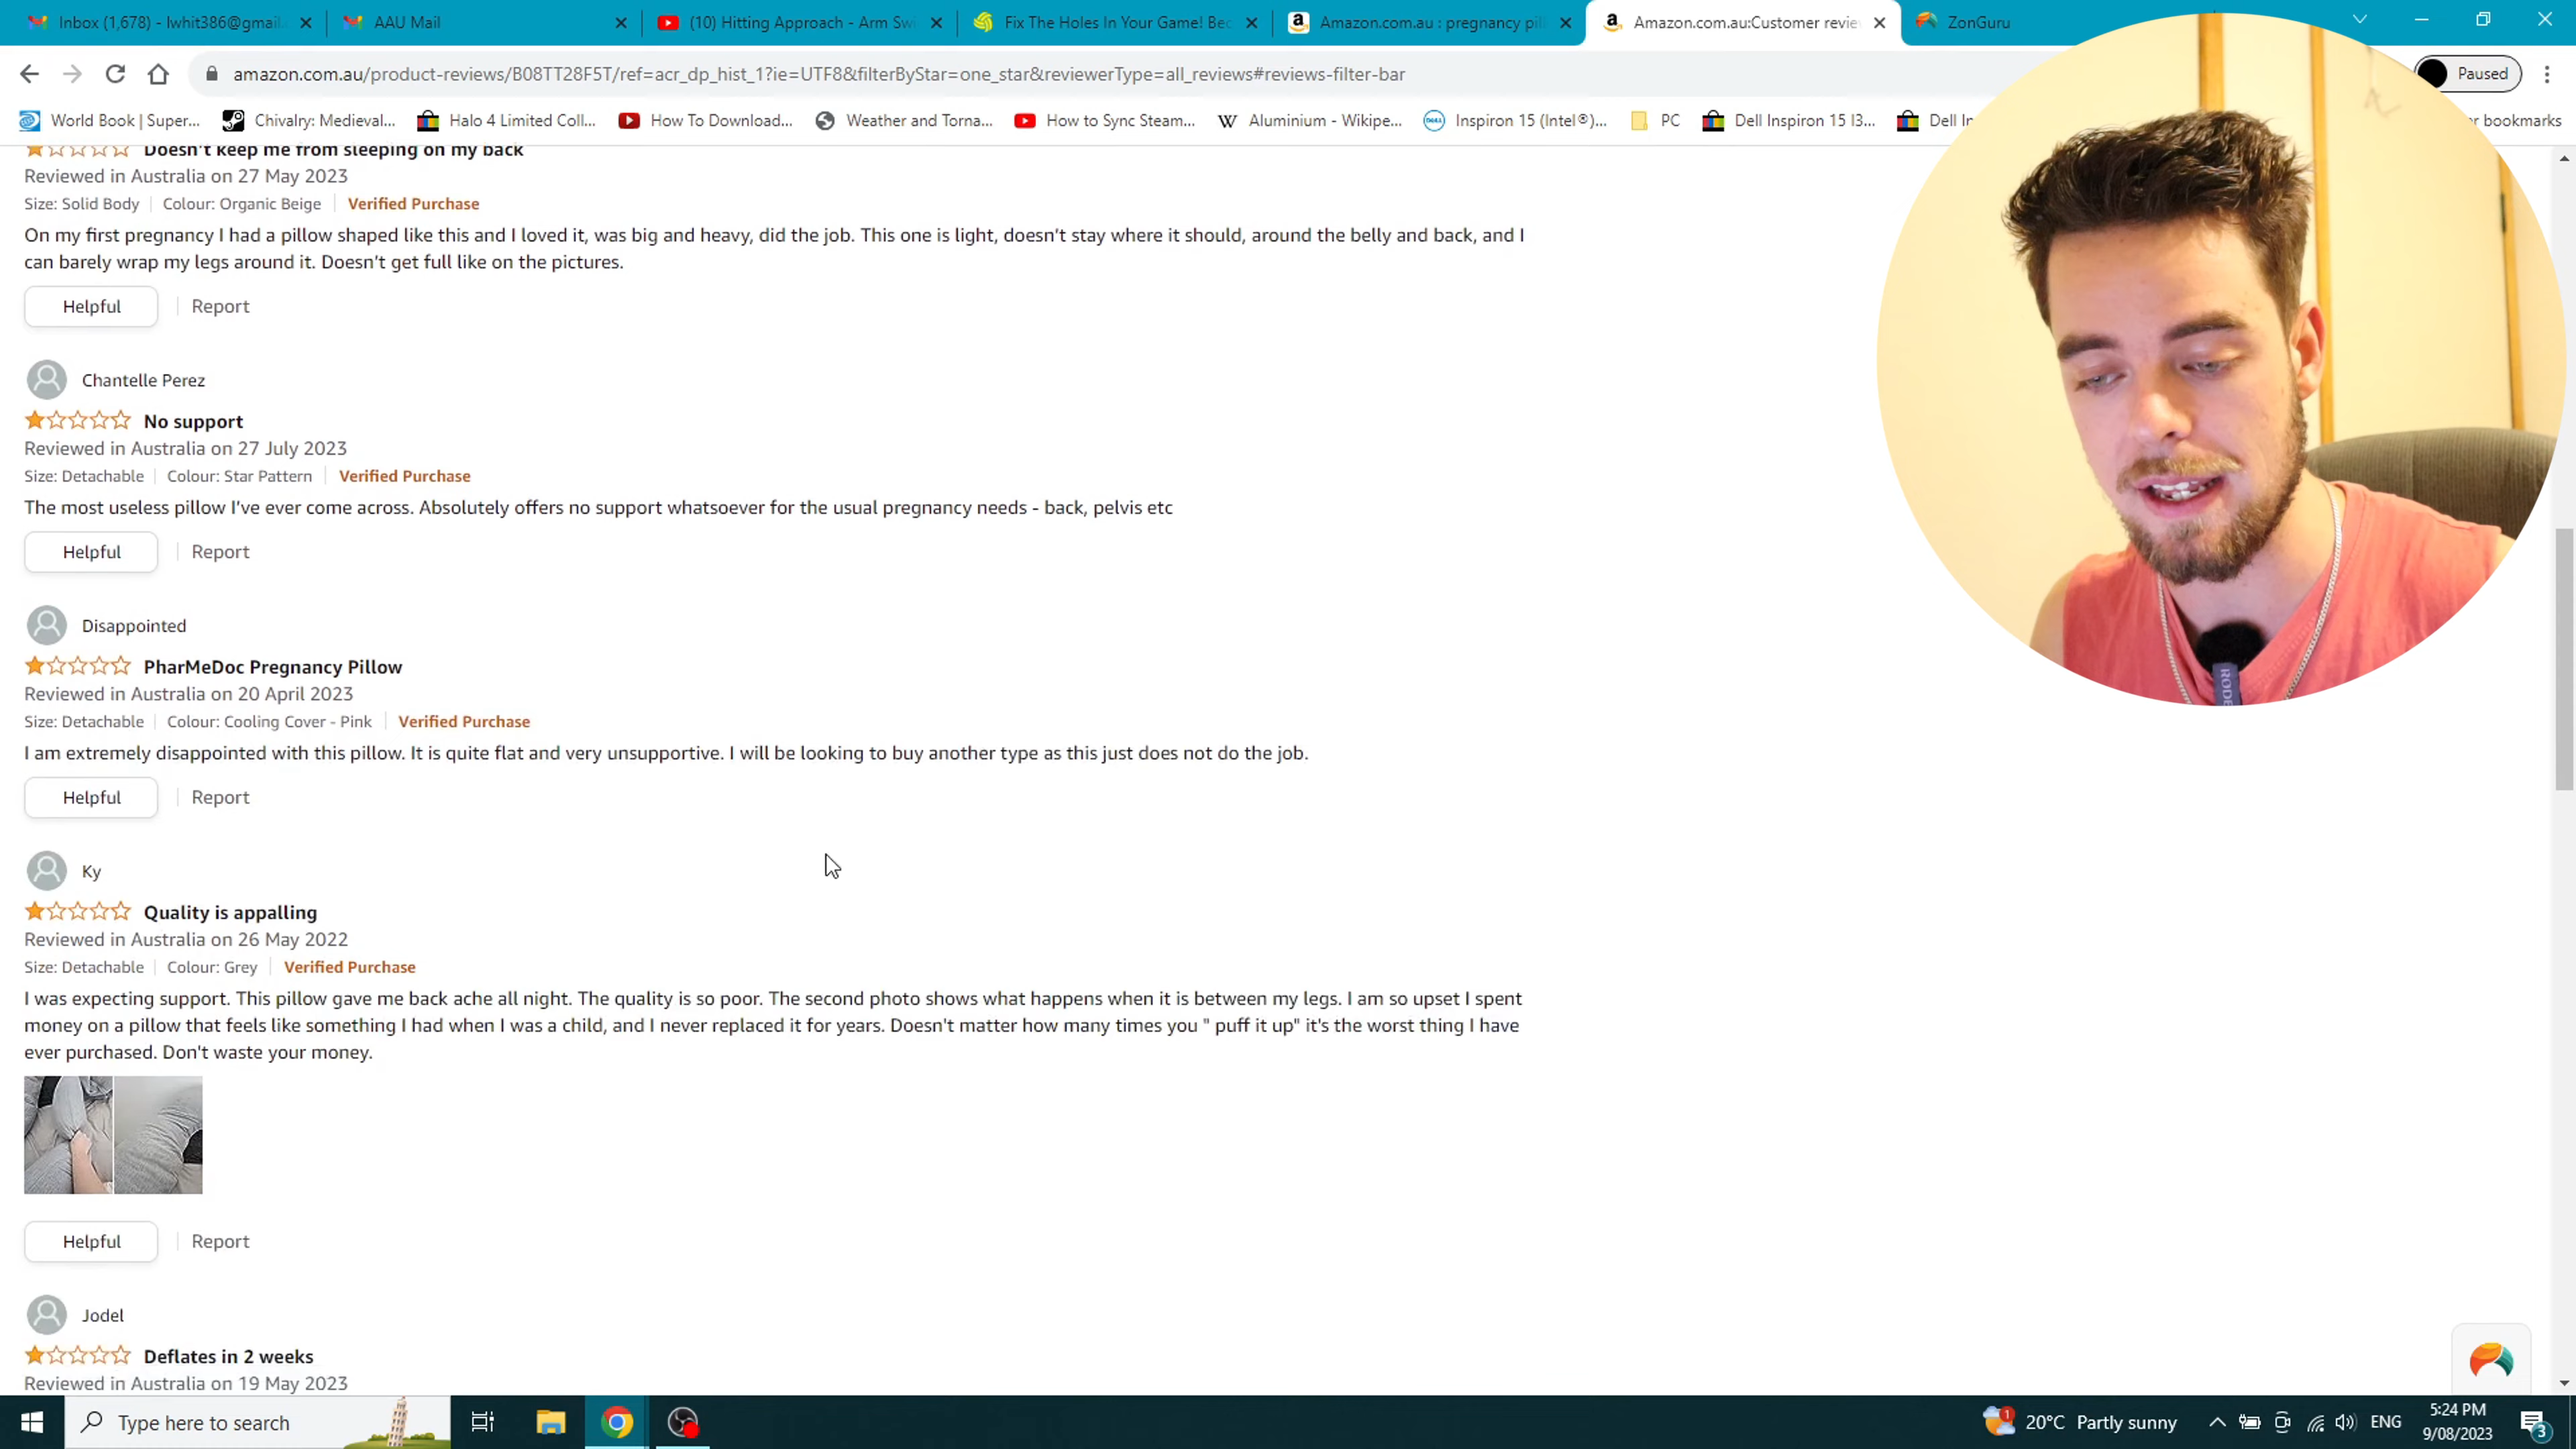 Inbox (1,678) - lwhit386@gmail.
AAU Mail
(10) Hitting Approach - Arm Sw
Fix The Holes In Your Game! Bec
Amazon.com.au : pregnancy pil
Amazon.com.au:Customer revie
ZonGuru
amazon.com.au/product-reviews/B08TT28F5T/ref=acr_dp_hist_1?ie=UTF8&filterByStar=one_star&reviewerType=all_reviews#reviews-filter-bar
Paused
World Book | Super...
Chivalry: Medieval...
Halo 4 Limited Coll...
How To Download...
Weather and Torna...
How to Sync Steam...
W Aluminium - Wikipe...
DELL Inspiron 15 (Intel®)...
PC
Dell Inspiron 15 I3...
Dell In
r bookmarks
Doesn't keep me from sleeping on my back
Reviewed in Australia on 27 May 2023
Size: Solid Body | Colour: Organic Beige | Verified Purchase
On my first pregnancy I had a pillow shaped like this and I loved it, was big and heavy, did the job. This one is light, doesn't stay where it should, around the belly and back, and I
can barely wrap my legs around it. Doesn't get full like on the pictures.
Helpful | Report
Chantelle Perez
No support
Reviewed in Australia on 27 July 2023
Size: Detachable | Colour: Star Pattern | Verified Purchase
The most useless pillow I've ever come across. Absolutely offers no support whatsoever for the usual pregnancy needs - back, pelvis etc
Helpful | Report
Disappointed
PharMeDoc Pregnancy Pillow
Reviewed in Australia on 20 April 2023
Size: Detachable | Colour: Cooling Cover - Pink | Verified Purchase
I am extremely disappointed with this pillow. It is quite flat and very unsupportive. I will be looking to buy another type as this just does not do the job.
Helpful | Report
Ky
Quality is appalling
Reviewed in Australia on 26 May 2022
Size: Detachable | Colour: Grey | Verified Purchase
I was expecting support. This pillow gave me back ache all night. The quality is so poor. The second photo shows what happens when it is between my legs. I am so upset I spent
money on a pillow that feels like something I had when I was a child, and I never replaced it for years. Doesn't matter how many times you " puff it up" it's the worst thing I have
ever purchased. Don't waste your money.
Helpful | Report
Jodel
Deflates in 2 weeks
Reviewed in Australia on 19 May 2023
RODE
Type here to search
1
20°C Partly sunny
ENG
5:24 PM
9/08/2023
3